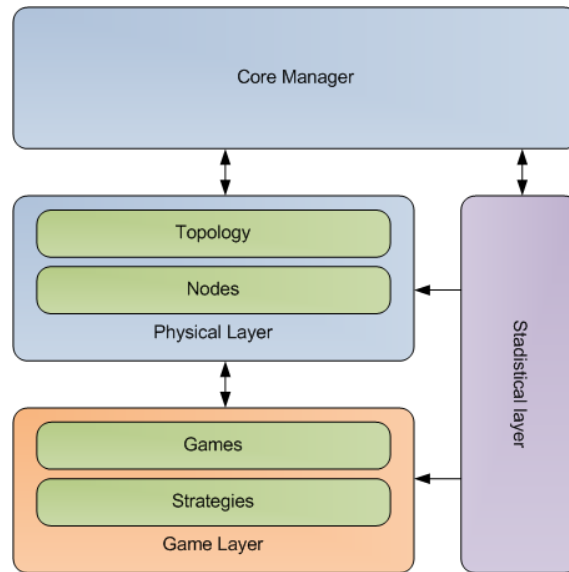 Core Manager
Topology
Nodes
Physical Layer
Stadistical layer
Games
Strategies
Game Layer